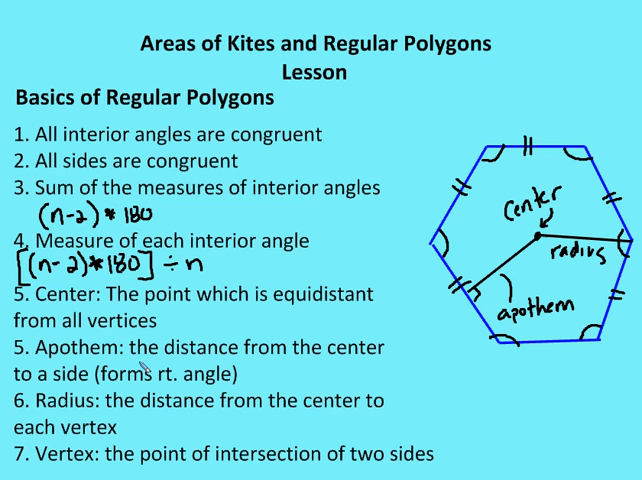 Areas of Kites and Regular Polygons
Lesson
Basics of Regular Polygons
1. All interior angles are congruent
2. All sides are congruent
3. Sum of the measures of interior angles
(n-2) * 180
4. Measure of each interior angle
[(n-2)*180] ÷ n
5. Center: The point which is equidistant
from all vertices
5. Apothem: the distance from the center
to a side (forms rt. angle)
6. Radius: the distance from the center to
each vertex
7. Vertex: the point of intersection of two sides
center
radius
apothem